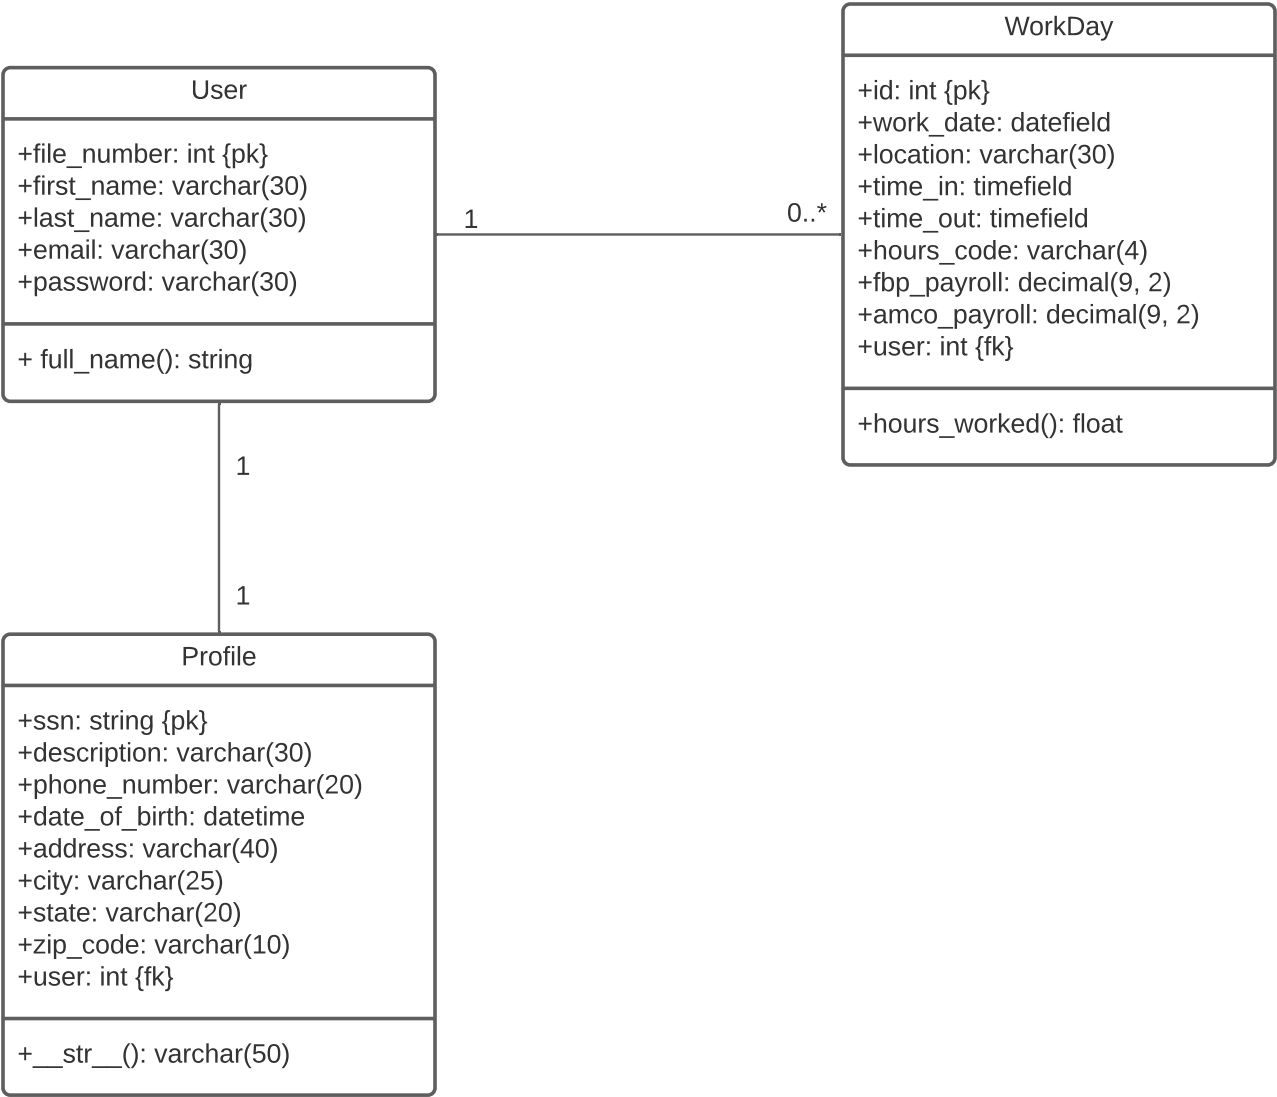 User
+file_number: int {pk}
+first_name: varchar(30)
+last_name: varchar(30)
+email: varchar(30)
+password: varchar(30)
+ full_name(): string
1
0..*
WorkDay
+id: int {pk}
+work_date: datefield
+location: varchar(30)
+time_in: timefield
+time_out: timefield
+hours_code: varchar(4)
+fbp_payroll: decimal(9, 2)
+amco_payroll: decimal(9, 2)
+user: int {fk}
+hours_worked(): float
1
1
Profile
+ssn: string {pk}
+description: varchar(30)
+phone_number: varchar(20)
+date_of_birth: datetime
+address: varchar(40)
+city: varchar(25)
+state: varchar(20)
+zip_code: varchar(10)
+user: int {fk}
+__str__(): varchar(50)